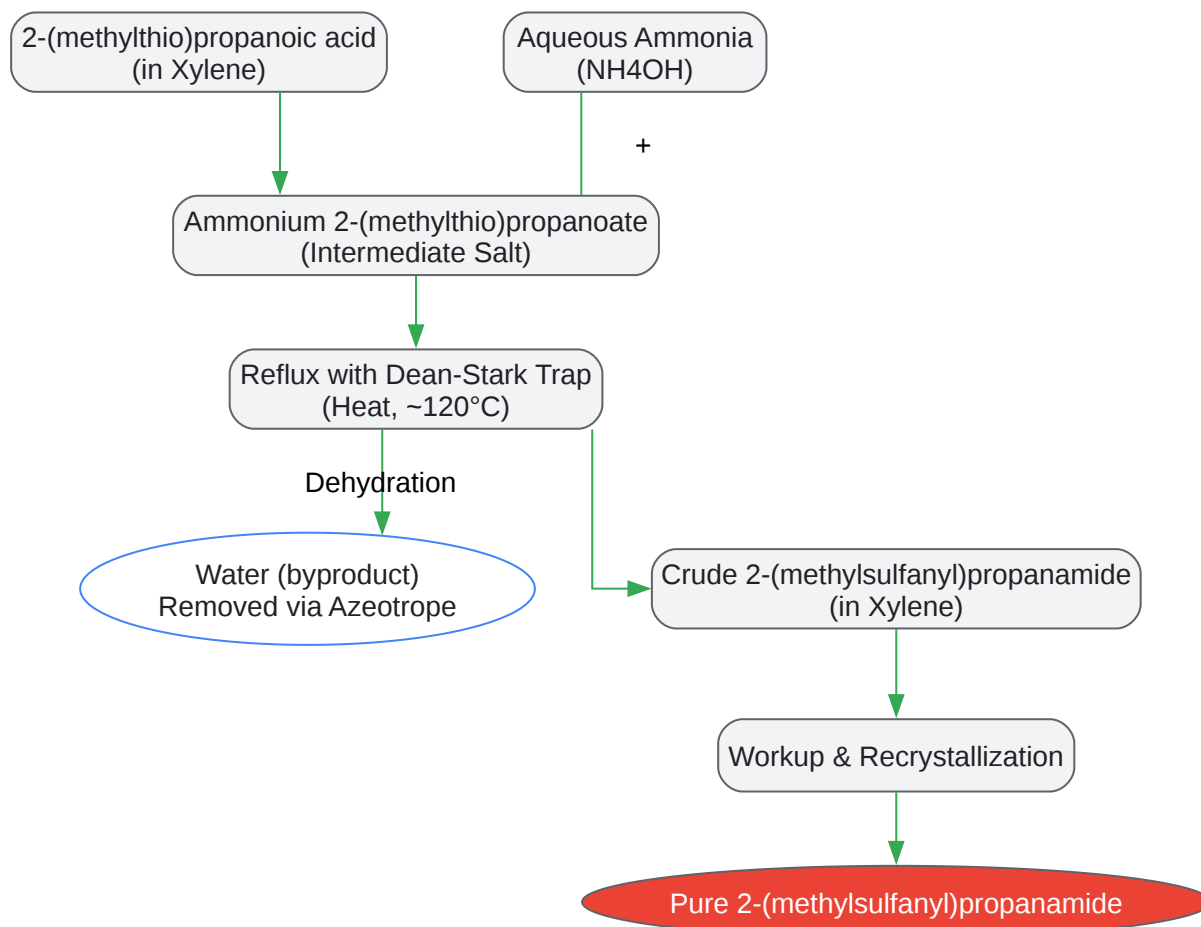 2-(methylthio)propanoic acid
(in Xylene)
Aqueous Ammonia
(NH4OH)
+
Ammonium 2-(methylthio)propanoate
(Intermediate Salt)
Reflux with Dean-Stark Trap
(Heat, ~120°C)
Dehydration
Water (byproduct)
Removed via Azeotrope
Crude 2-(methylsulfanyl)propanamide
(in Xylene)
Workup & Recrystallization
Pure 2-(methylsulfanyl)propanamide